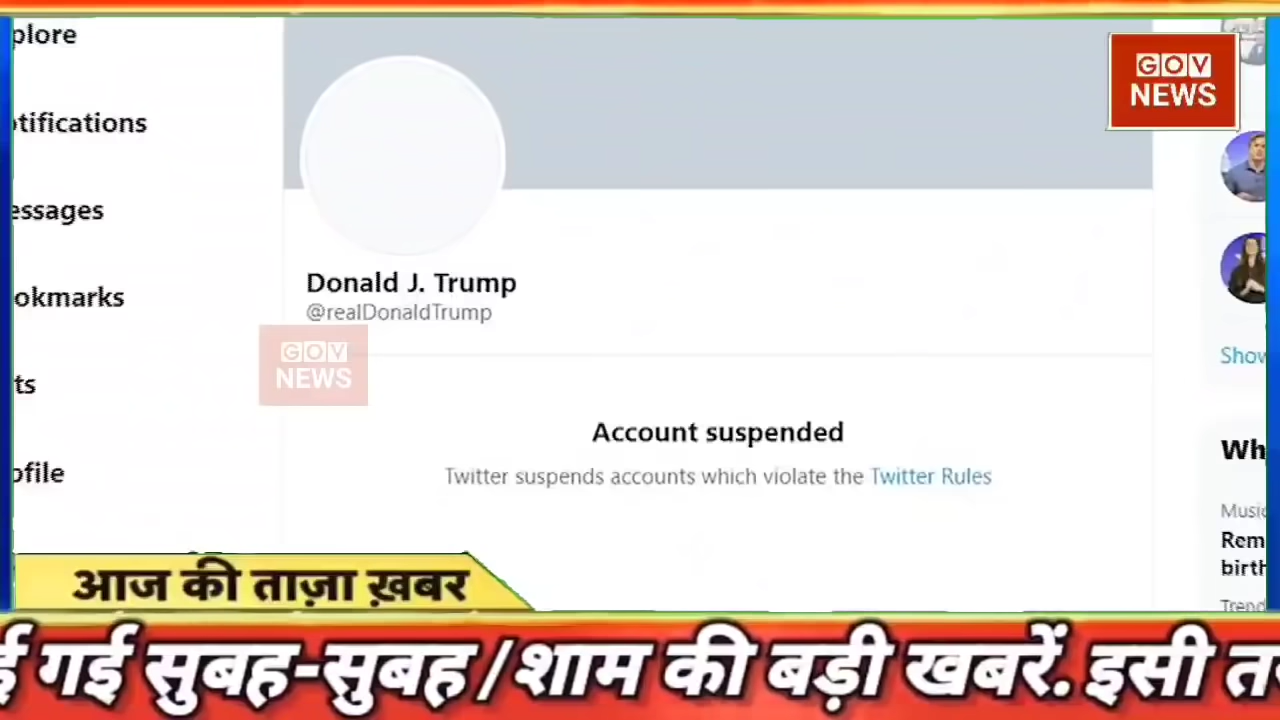 plore
GOV
NEWS
otifications
essages
Donald J. Trump
@realDonaldTrump
okmarks
GOV
NEWS
Show
ts
Account suspended
Twitter suspends accounts which violate the Twitter Rules
ofile
Wh
Music
Rem
birth
Trend
आज की ताज़ा ख़बर
ई गई सुबह-सुबह/शाम की बड़ी खबरें. इसी